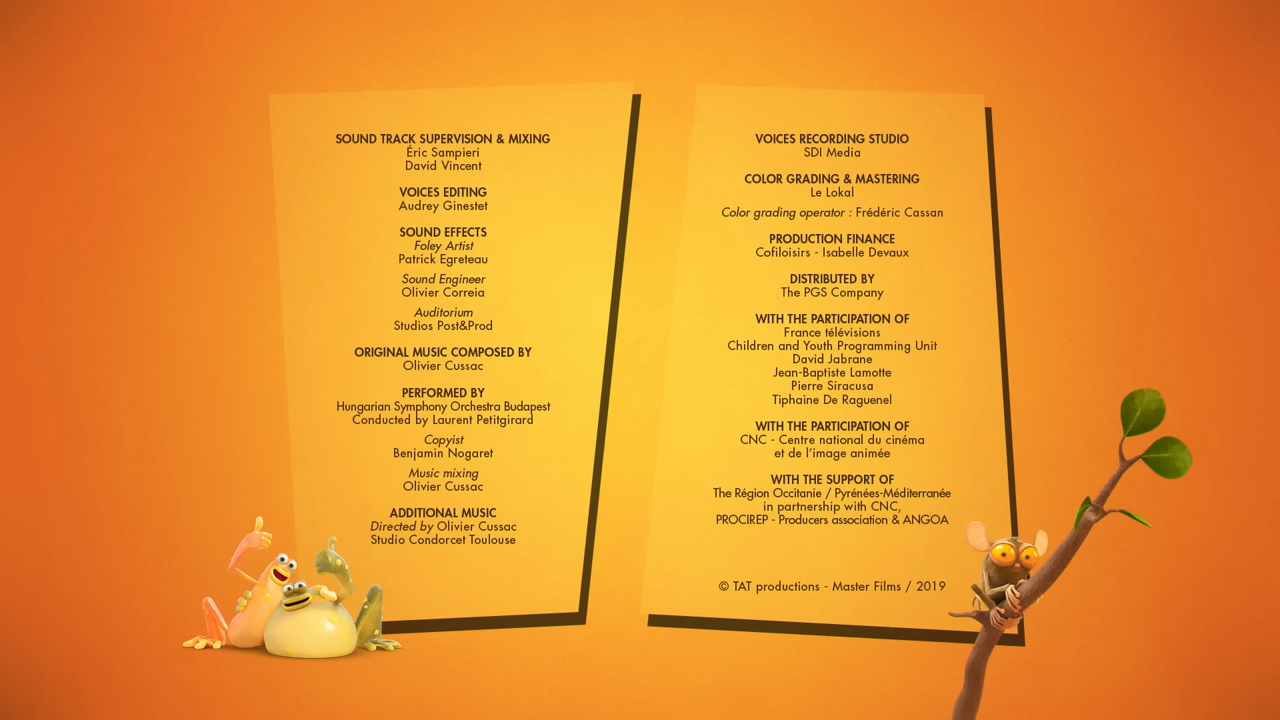 SOUND TRACK SUPERVISION & MIXING
Éric Sampieri
David Vincent
VOICES EDITING
Audrey Ginestet
SOUND EFFECTS
Foley Artist
Patrick Egreteau
Sound Engineer
Olivier Correia
Auditorium
Studios Post&Prod
ORIGINAL MUSIC COMPOSED BY
Olivier Cussac
PERFORMED BY
Hungarian Symphony Orchestra Budapest
Conducted by Laurent Petitgirard
Copyist
Benjamin Nogaret
Music mixing
Olivier Cussac
ADDITIONAL MUSIC
Directed by Olivier Cussac
Studio Condorcet Toulouse
VOICES RECORDING STUDIO
SDI Media
COLOR GRADING & MASTERING
Le Lokal
Color grading operator : Frédéric Cassan
PRODUCTION FINANCE
Cofiloisirs - Isabelle Devaux
DISTRIBUTED BY
The PGS Company
WITH THE PARTICIPATION OF
France télévisions
Children and Youth Programming Unit
David Jabrane
Jean-Baptiste Lamotte
Pierre Siracusa
Tiphaine De Raguenel
WITH THE PARTICIPATION OF
CNC - Centre national du cinéma
et de l'image animée
WITH THE SUPPORT OF
The Région Occitanie / Pyrénées-Méditerranée
in partnership with CNC,
PROCIREP - Producers association & ANGOA
© TAT productions - Master Films / 2019